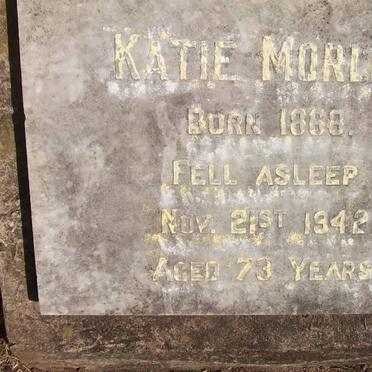 KATIE MORL
BORN 1868.
FELL ASLEEP
NOV. 21ST 1942
AGED 73 YEARS